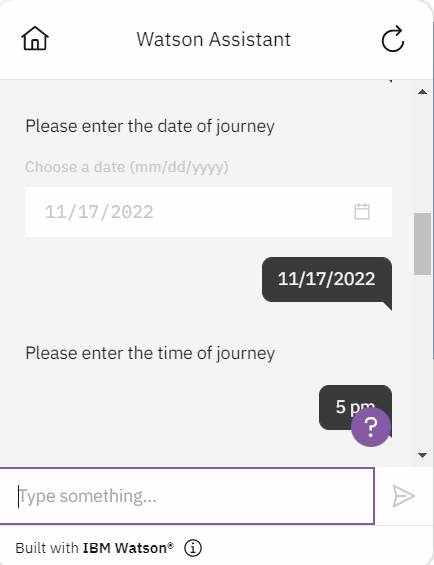 Watson Assistant
Please enter the date of journey
Choose a date (mm/dd/yyyy)
11/17/2022
11/17/2022
Please enter the time of journey
5 pm
?
Type something...
Built with IBM Watson®